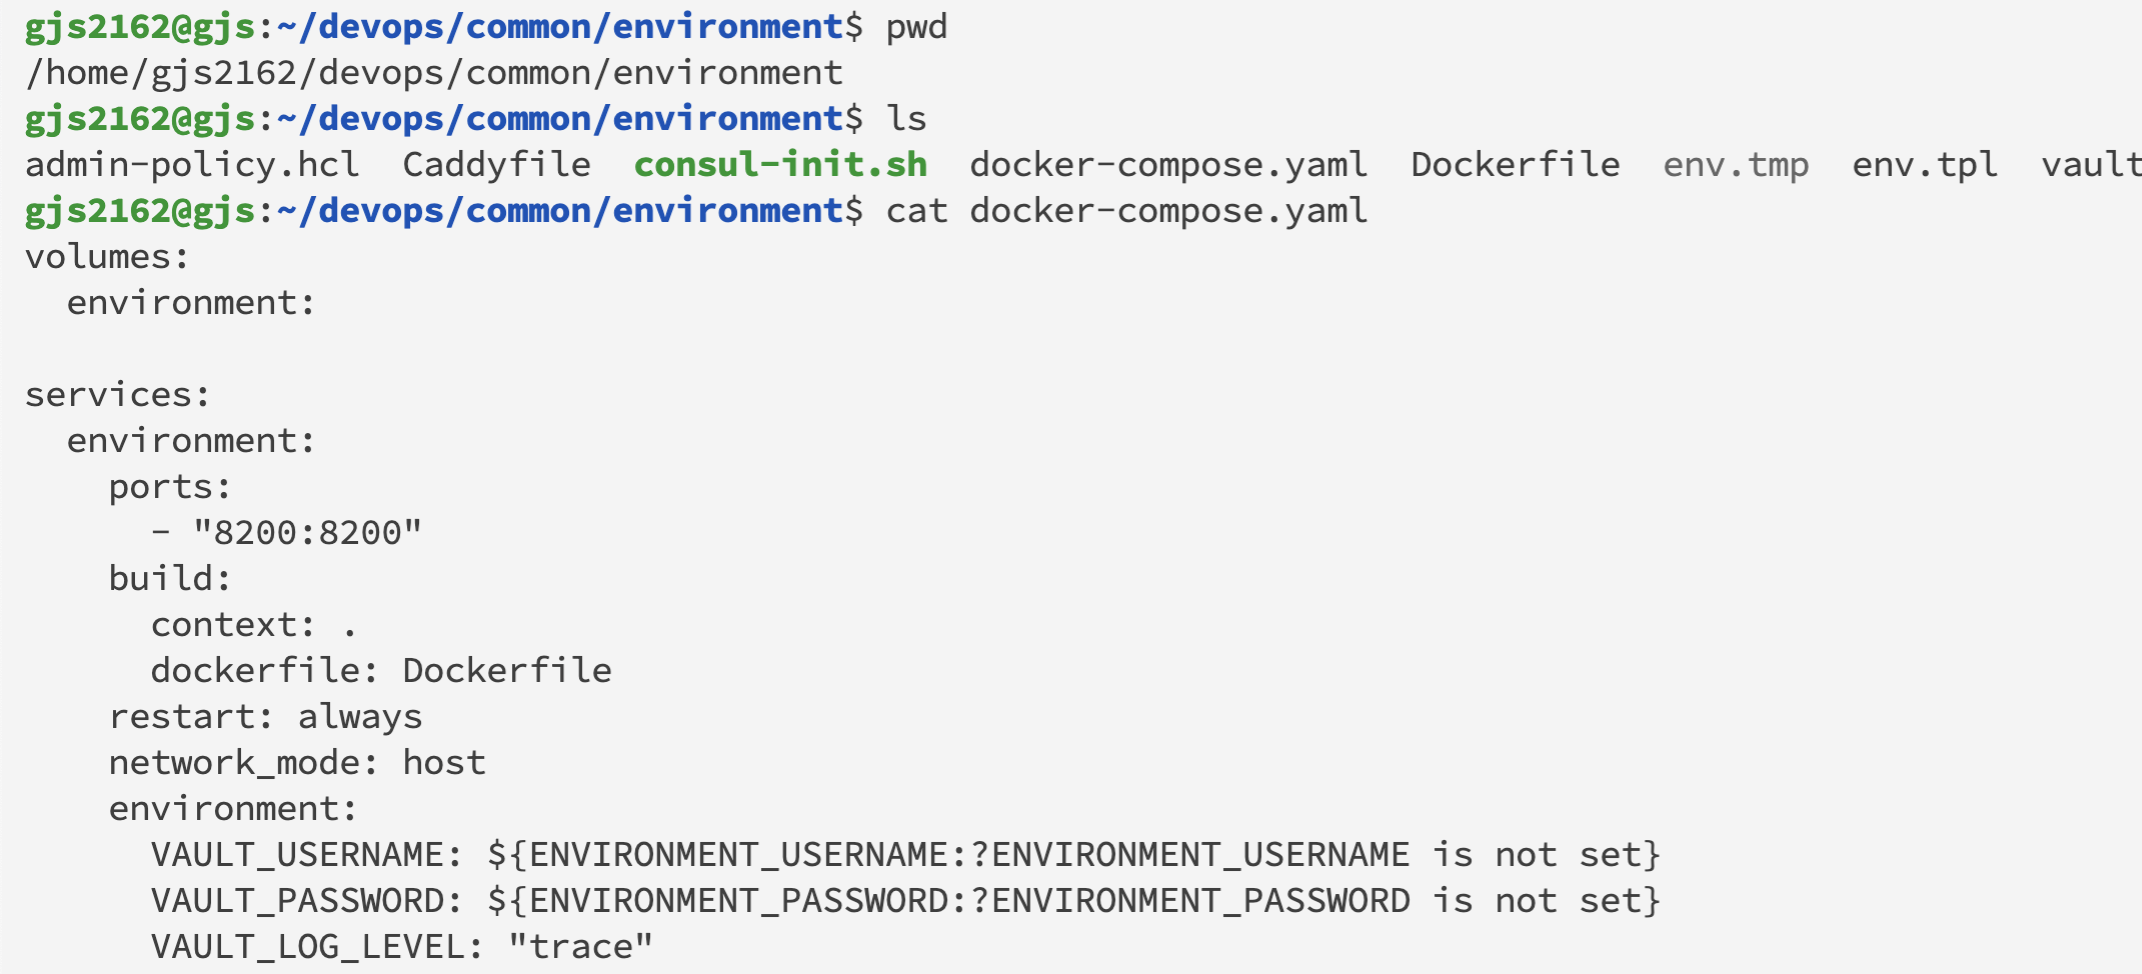 gjs2162@gjs:~/devops/common/environment$ pwd
/home/gjs2162/devops/common/environment
gjs2162@gjs:~/devops/common/environment$ ls
admin-policy.hcl  Caddyfile  consul-init.sh  docker-compose.yaml  Dockerfile  env.tmp  env.tpl  vault
gjs2162@gjs:~/devops/common/environment$ cat docker-compose.yaml
volumes:
  environment:

services:
  environment:
    ports:
      - "8200:8200"
    build:
      context: .
      dockerfile: Dockerfile
    restart: always
    network_mode: host
    environment:
      VAULT_USERNAME: ${ENVIRONMENT_USERNAME:?ENVIRONMENT_USERNAME is not set}
      VAULT_PASSWORD: ${ENVIRONMENT_PASSWORD:?ENVIRONMENT_PASSWORD is not set}
      VAULT_LOG_LEVEL: "trace"